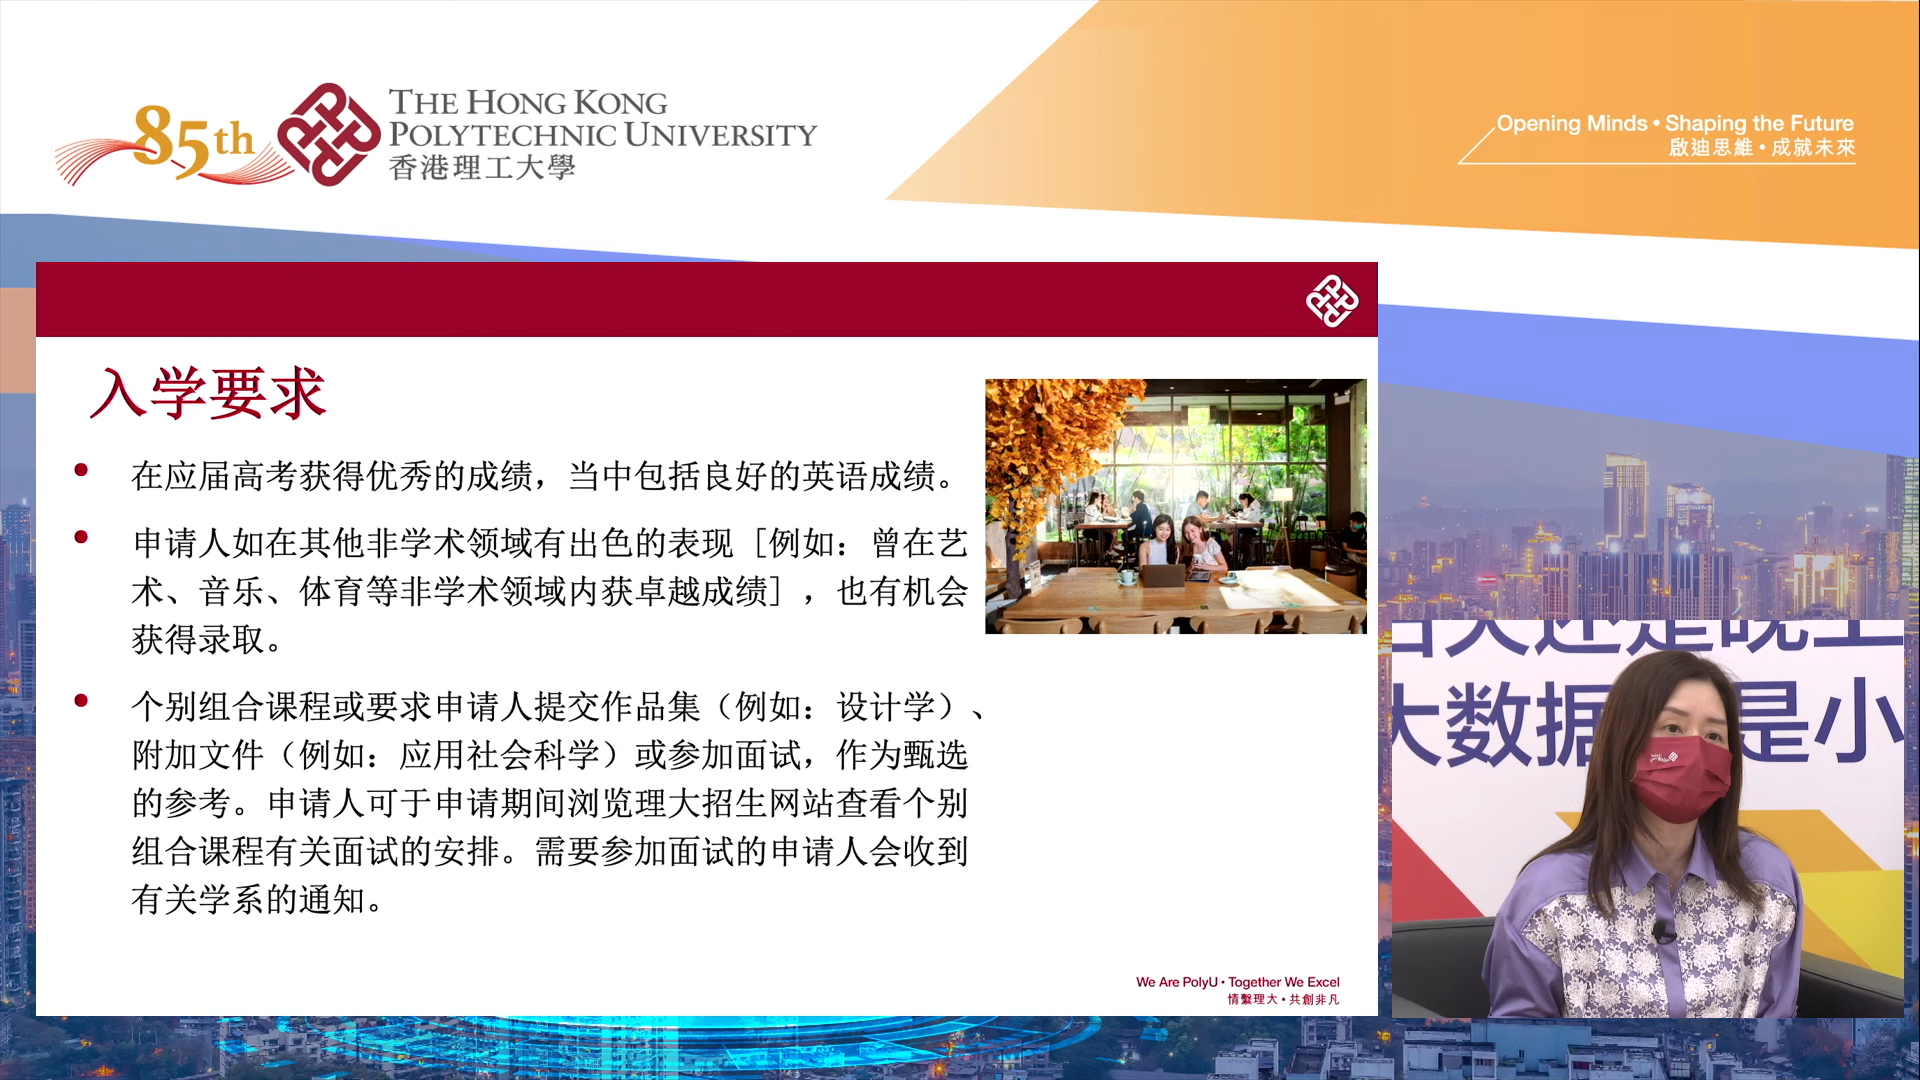 85th
THE HONG KONG
POLYTECHNIC UNIVERSITY
香港理工大學
Opening Minds • Shaping the Future
啟迪思維 • 成就未來
入学要求
• 在应届高考获得优秀的成绩，当中包括良好的英语成绩。
• 申请人如在其他非学术领域有出色的表现［例如：曾在艺
术、音乐、体育等非学术领域内获卓越成绩］，也有机会
获得录取。
• 个别组合课程或要求申请人提交作品集（例如：设计学）、
附加文件（例如：应用社会科学）或参加面试，作为甄选
的参考。申请人可于申请期间浏览理大招生网站查看个别
组合课程有关面试的安排。需要参加面试的申请人会收到
有关学系的通知。
We Are PolyU • Together We Excel
情繫理大 • 共創非凡
白天还是晚上
大数据 是小